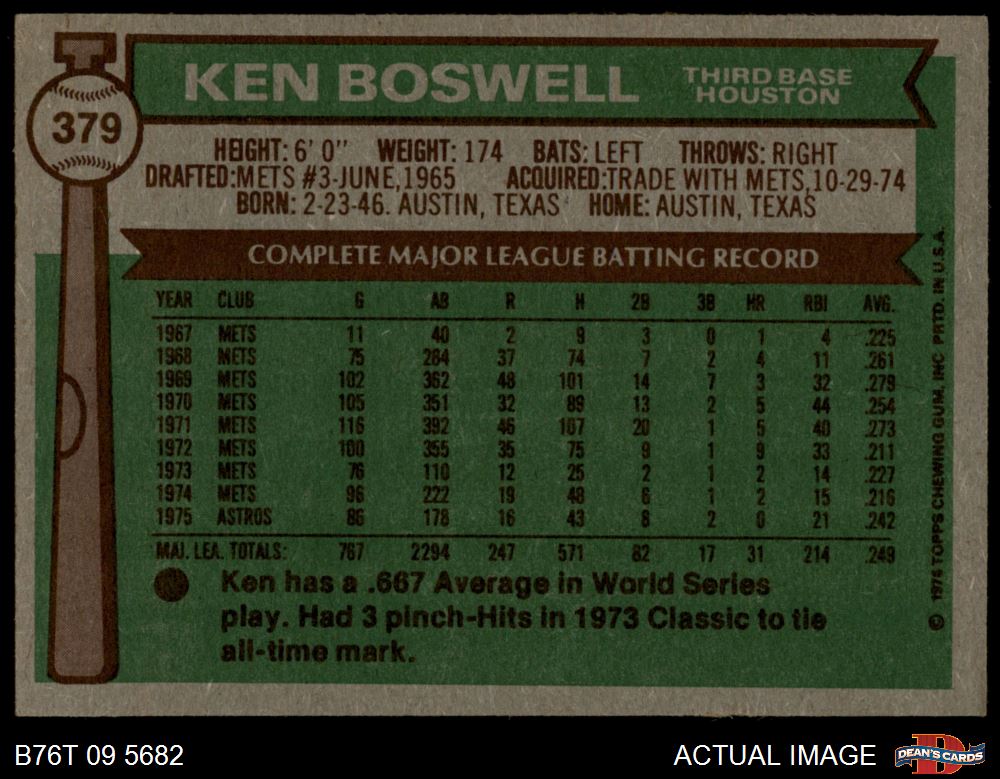 379
KEN BOSWELL
THIRD BASE
HOUSTON
HEIGHT: 6' 0" WEIGHT: 174 BATS: LEFT THROWS: RIGHT
DRAFTED: METS #3-JUNE, 1965 ACQUIRED: TRADE WITH METS, 10-29-74
BORN: 2-23-46. AUSTIN, TEXAS HOME: AUSTIN, TEXAS
COMPLETE MAJOR LEAGUE BATTING RECORD
YEAR CLUB G AB R H 2B 3B HR RBI AVG.
1967 METS 11 40 2 9 3 0 1 4 .225
1968 METS 75 284 37 74 7 2 4 11 .261
1969 METS 102 362 48 101 14 7 3 32 .279
1970 METS 105 351 32 89 13 2 5 44 .254
1971 METS 116 392 46 107 20 1 5 40 .273
1972 METS 100 355 35 75 9 1 9 33 .211
1973 METS 76 110 12 25 2 1 2 14 .227
1974 METS 96 222 19 48 6 1 2 15 .216
1975 ASTROS 86 178 16 43 8 2 0 21 .242
MAJ. LEA. TOTALS: 767 2294 247 571 82 17 31 214 .249
Ken has a .667 Average in World Series
play. Had 3 pinch-Hits in 1973 Classic to tie
all-time mark.
© 1976 TOPPS CHEWING GUM, INC PRTD. IN U.S.A.
B76T 09 5682
ACTUAL IMAGE
DEAN'S CARDS